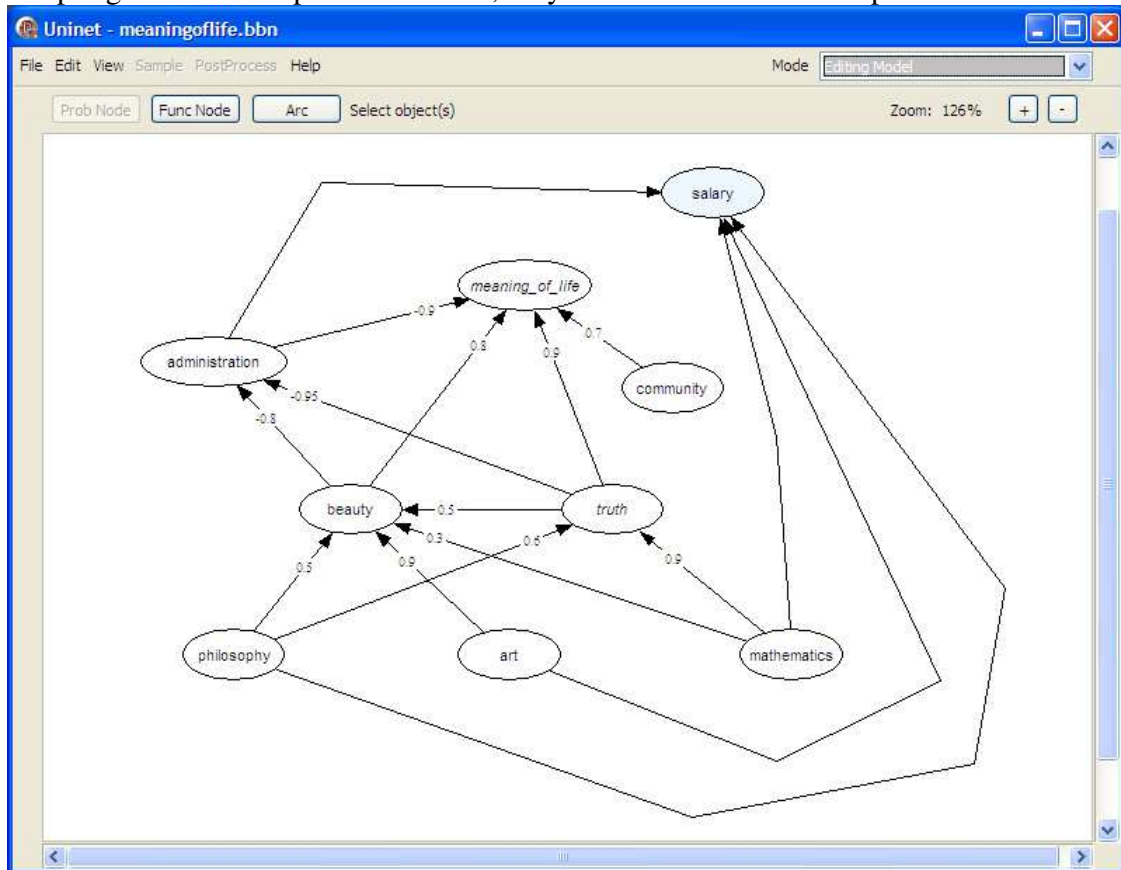 Uninet - meaningoflife.bbn
File Edit View Sample PostProcess Help Mode Editing Model
Prob Node Func Node Arc Select object(s) Zoom: 126% + -
salary
meaning_of_life
-0.9
0.7
0.8
0.9
administration
community
-0.95
-0.8
beauty
0.5
truth
0.3
0.6
0.5
0.9
0.9
philosophy
art
mathematics